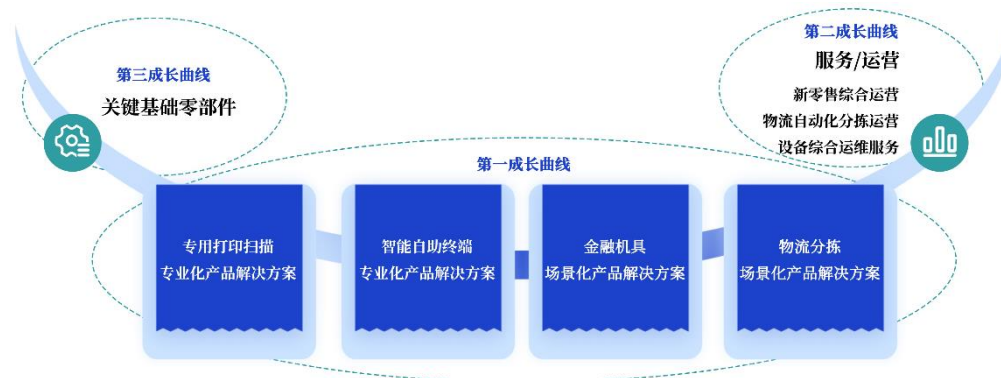 第三成长曲线
关键基础零部件
第二成长曲线
服务/运营
新零售综合运营
物流自动化分拣运营
设备综合运维服务
第一成长曲线
专用打印扫描
专业化产品解决方案
智能自助终端
专业化产品解决方案
金融机具
场景化产品解决方案
物流分拣
场景化产品解决方案